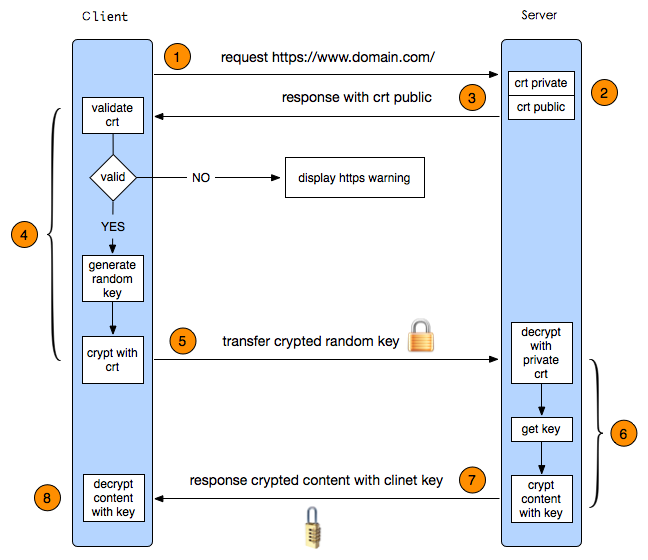 Client
Server
1
request https://www.domain.com/
crt private
crt public
2
response with crt public
3
validate
crt
valid
NO
display https warning
YES
4
generate
random
key
crypt with
crt
5
transfer crypted random key
decrypt
with
private
crt
get key
6
crypt
content
with key
response crypted content with clinet key
7
8
decrypt
content
with key